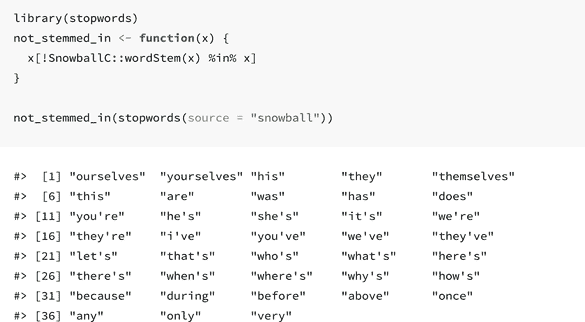 library(stopwords)
not_stemmed_in <- function(x) {
  x[!SnowballC::wordStem(x) %in% x]
}

not_stemmed_in(stopwords(source = "snowball"))

#>  [1] "ourselves"  "yourselves" "his"        "they"       "themselves"
#>  [6] "this"       "are"        "was"        "has"        "does"
#> [11] "you're"     "he's"       "she's"      "it's"       "we're"
#> [16] "they're"    "i've"       "you've"     "we've"      "they've"
#> [21] "let's"      "that's"     "who's"      "what's"     "here's"
#> [26] "there's"    "when's"     "where's"    "why's"      "how's"
#> [31] "because"    "during"     "before"     "above"      "once"
#> [36] "any"        "only"       "very"